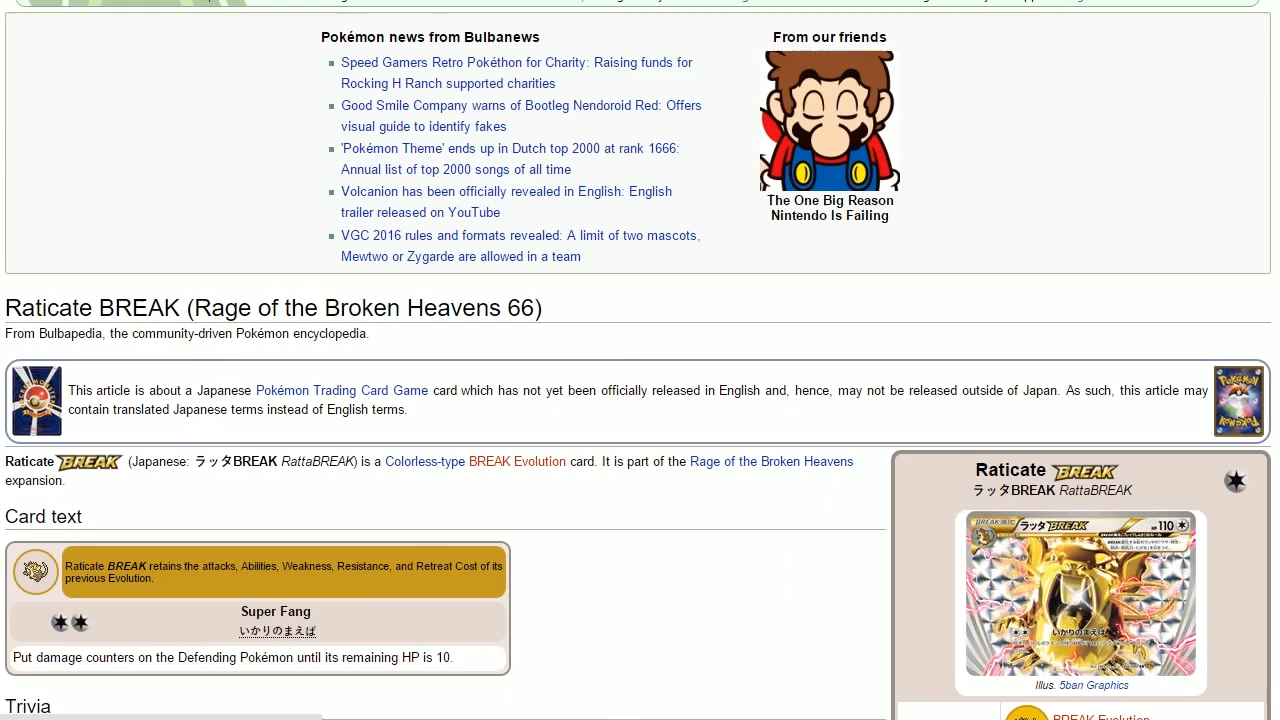 Pokémon news from Bulbanews
From our friends
Speed Gamers Retro Pokéthon for Charity: Raising funds for
Rocking H Ranch supported charities
Good Smile Company warns of Bootleg Nendoroid Red: Offers
visual guide to identify fakes
'Pokémon Theme' ends up in Dutch top 2000 at rank 1666:
Annual list of top 2000 songs of all time
Volcanion has been officially revealed in English: English
trailer released on YouTube
VGC 2016 rules and formats revealed: A limit of two mascots,
Mewtwo or Zygarde are allowed in a team
The One Big Reason
Nintendo Is Failing
Raticate BREAK (Rage of the Broken Heavens 66)
From Bulbapedia, the community-driven Pokémon encyclopedia.
This article is about a Japanese Pokémon Trading Card Game card which has not yet been officially released in English and, hence, may not be released outside of Japan. As such, this article may
contain translated Japanese terms instead of English terms.
Raticate BREAK (Japanese: ラッタBREAK RattaBREAK) is a Colorless-type BREAK Evolution card. It is part of the Rage of the Broken Heavens
expansion.
Card text
Raticate BREAK retains the attacks, Abilities, Weakness, Resistance, and Retreat Cost of its
previous Evolution.
Super Fang
いかりのまえば
Put damage counters on the Defending Pokémon until its remaining HP is 10.
Trivia
Raticate BREAK
ラッタBREAK RattaBREAK
ラッタBREAK HP 110
いかりのまえば
Illus. 5ban Graphics
BREAK Evolution